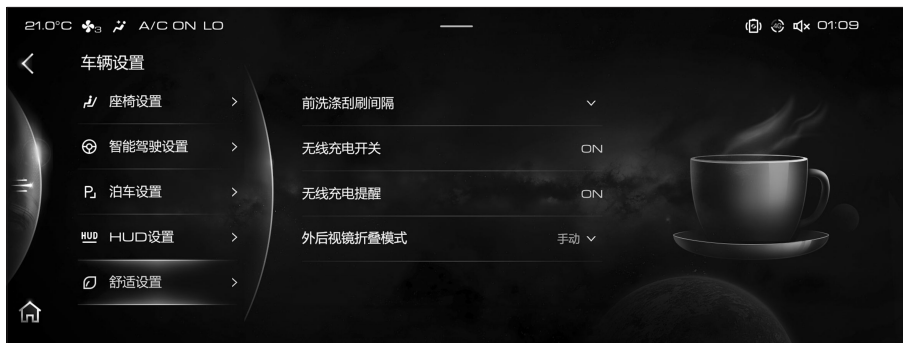 21.0°C 3 A/C ON LO 01:09
车辆设置
座椅设置
智能驾驶设置
P 泊车设置
HUD HUD设置
舒适设置
前洗涤刮刷间隔
无线充电开关 ON
无线充电提醒 ON
外后视镜折叠模式 手动